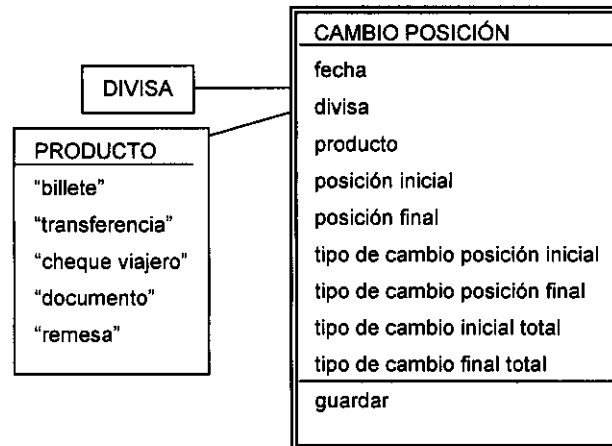 DIVISA
PRODUCTO
"billete"
"transferencia"
"cheque viajero"
"documento"
"remesa"
CAMBIO POSICIÓN
fecha
divisa
producto
posición inicial
posición final
tipo de cambio posición inicial
tipo de cambio posición final
tipo de cambio inicial total
tipo de cambio final total
guardar